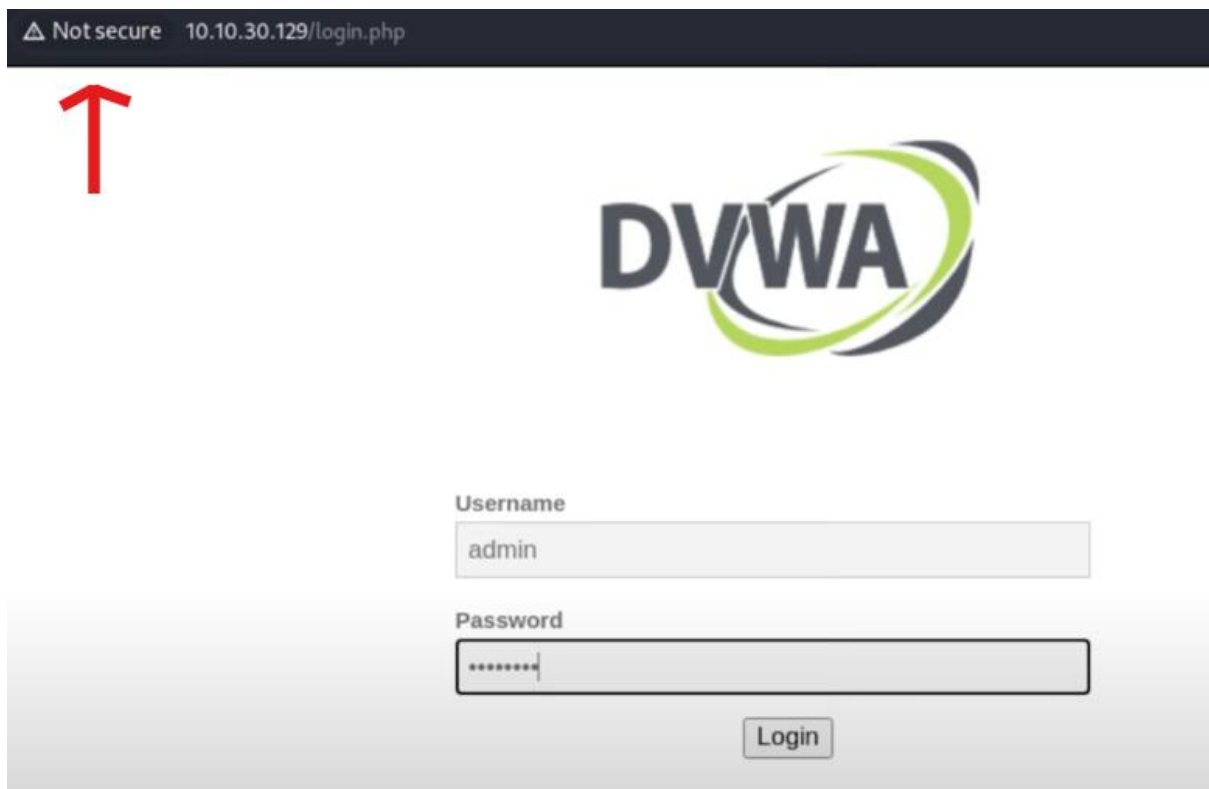 Not secure 10.10.30.129/login.php
DVWA
Username
admin
Password
••••••••
Login